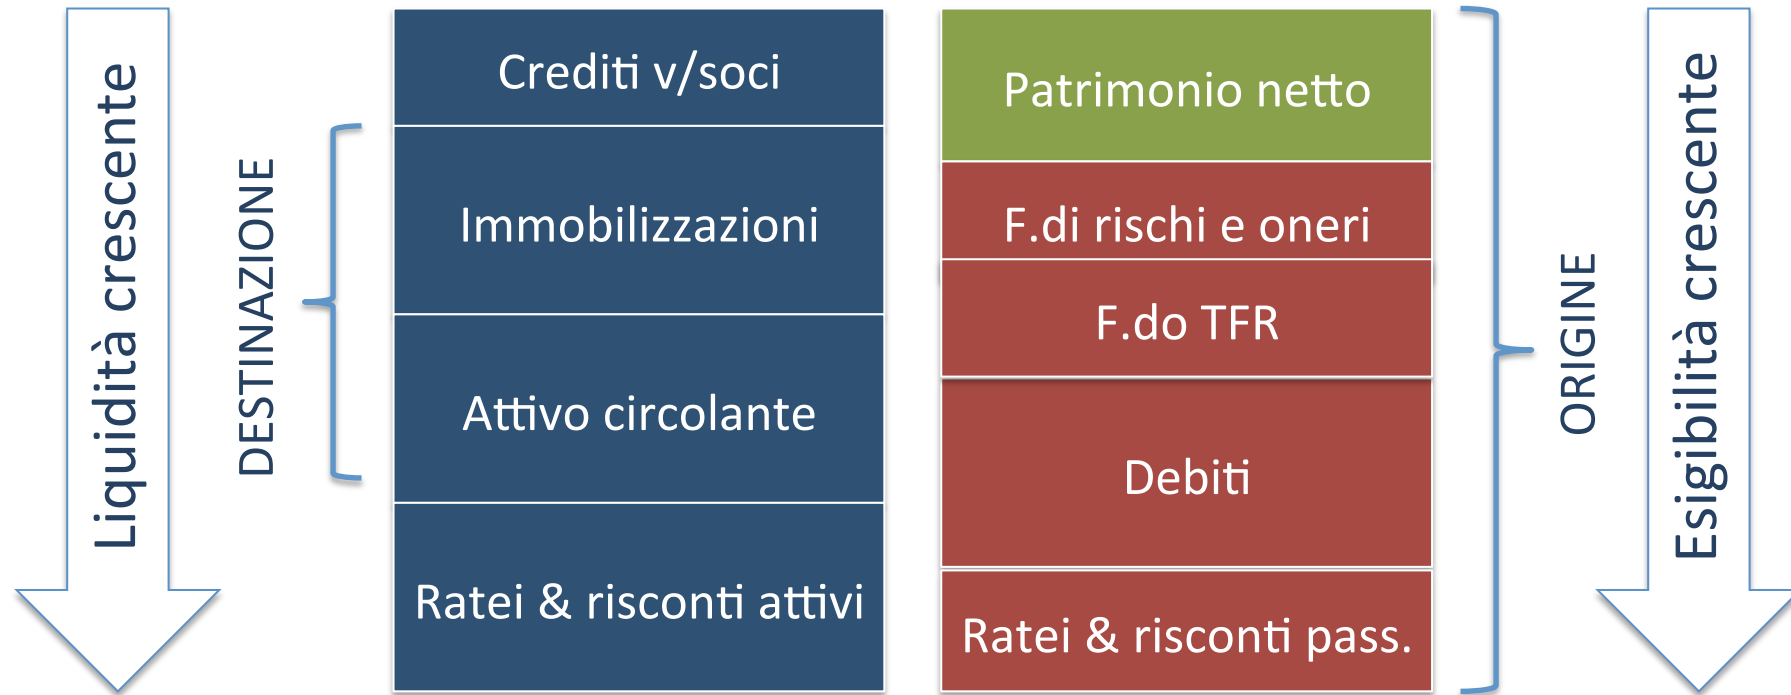 Liquidità crescente
DESTINAZIONE
Crediti v/soci
Immobilizzazioni
Attivo circolante
Ratei & risconti attivi
Patrimonio netto
F.di rischi e oneri
F.do TFR
Debiti
Ratei & risconti pass.
ORIGINE
Esigibilità crescente